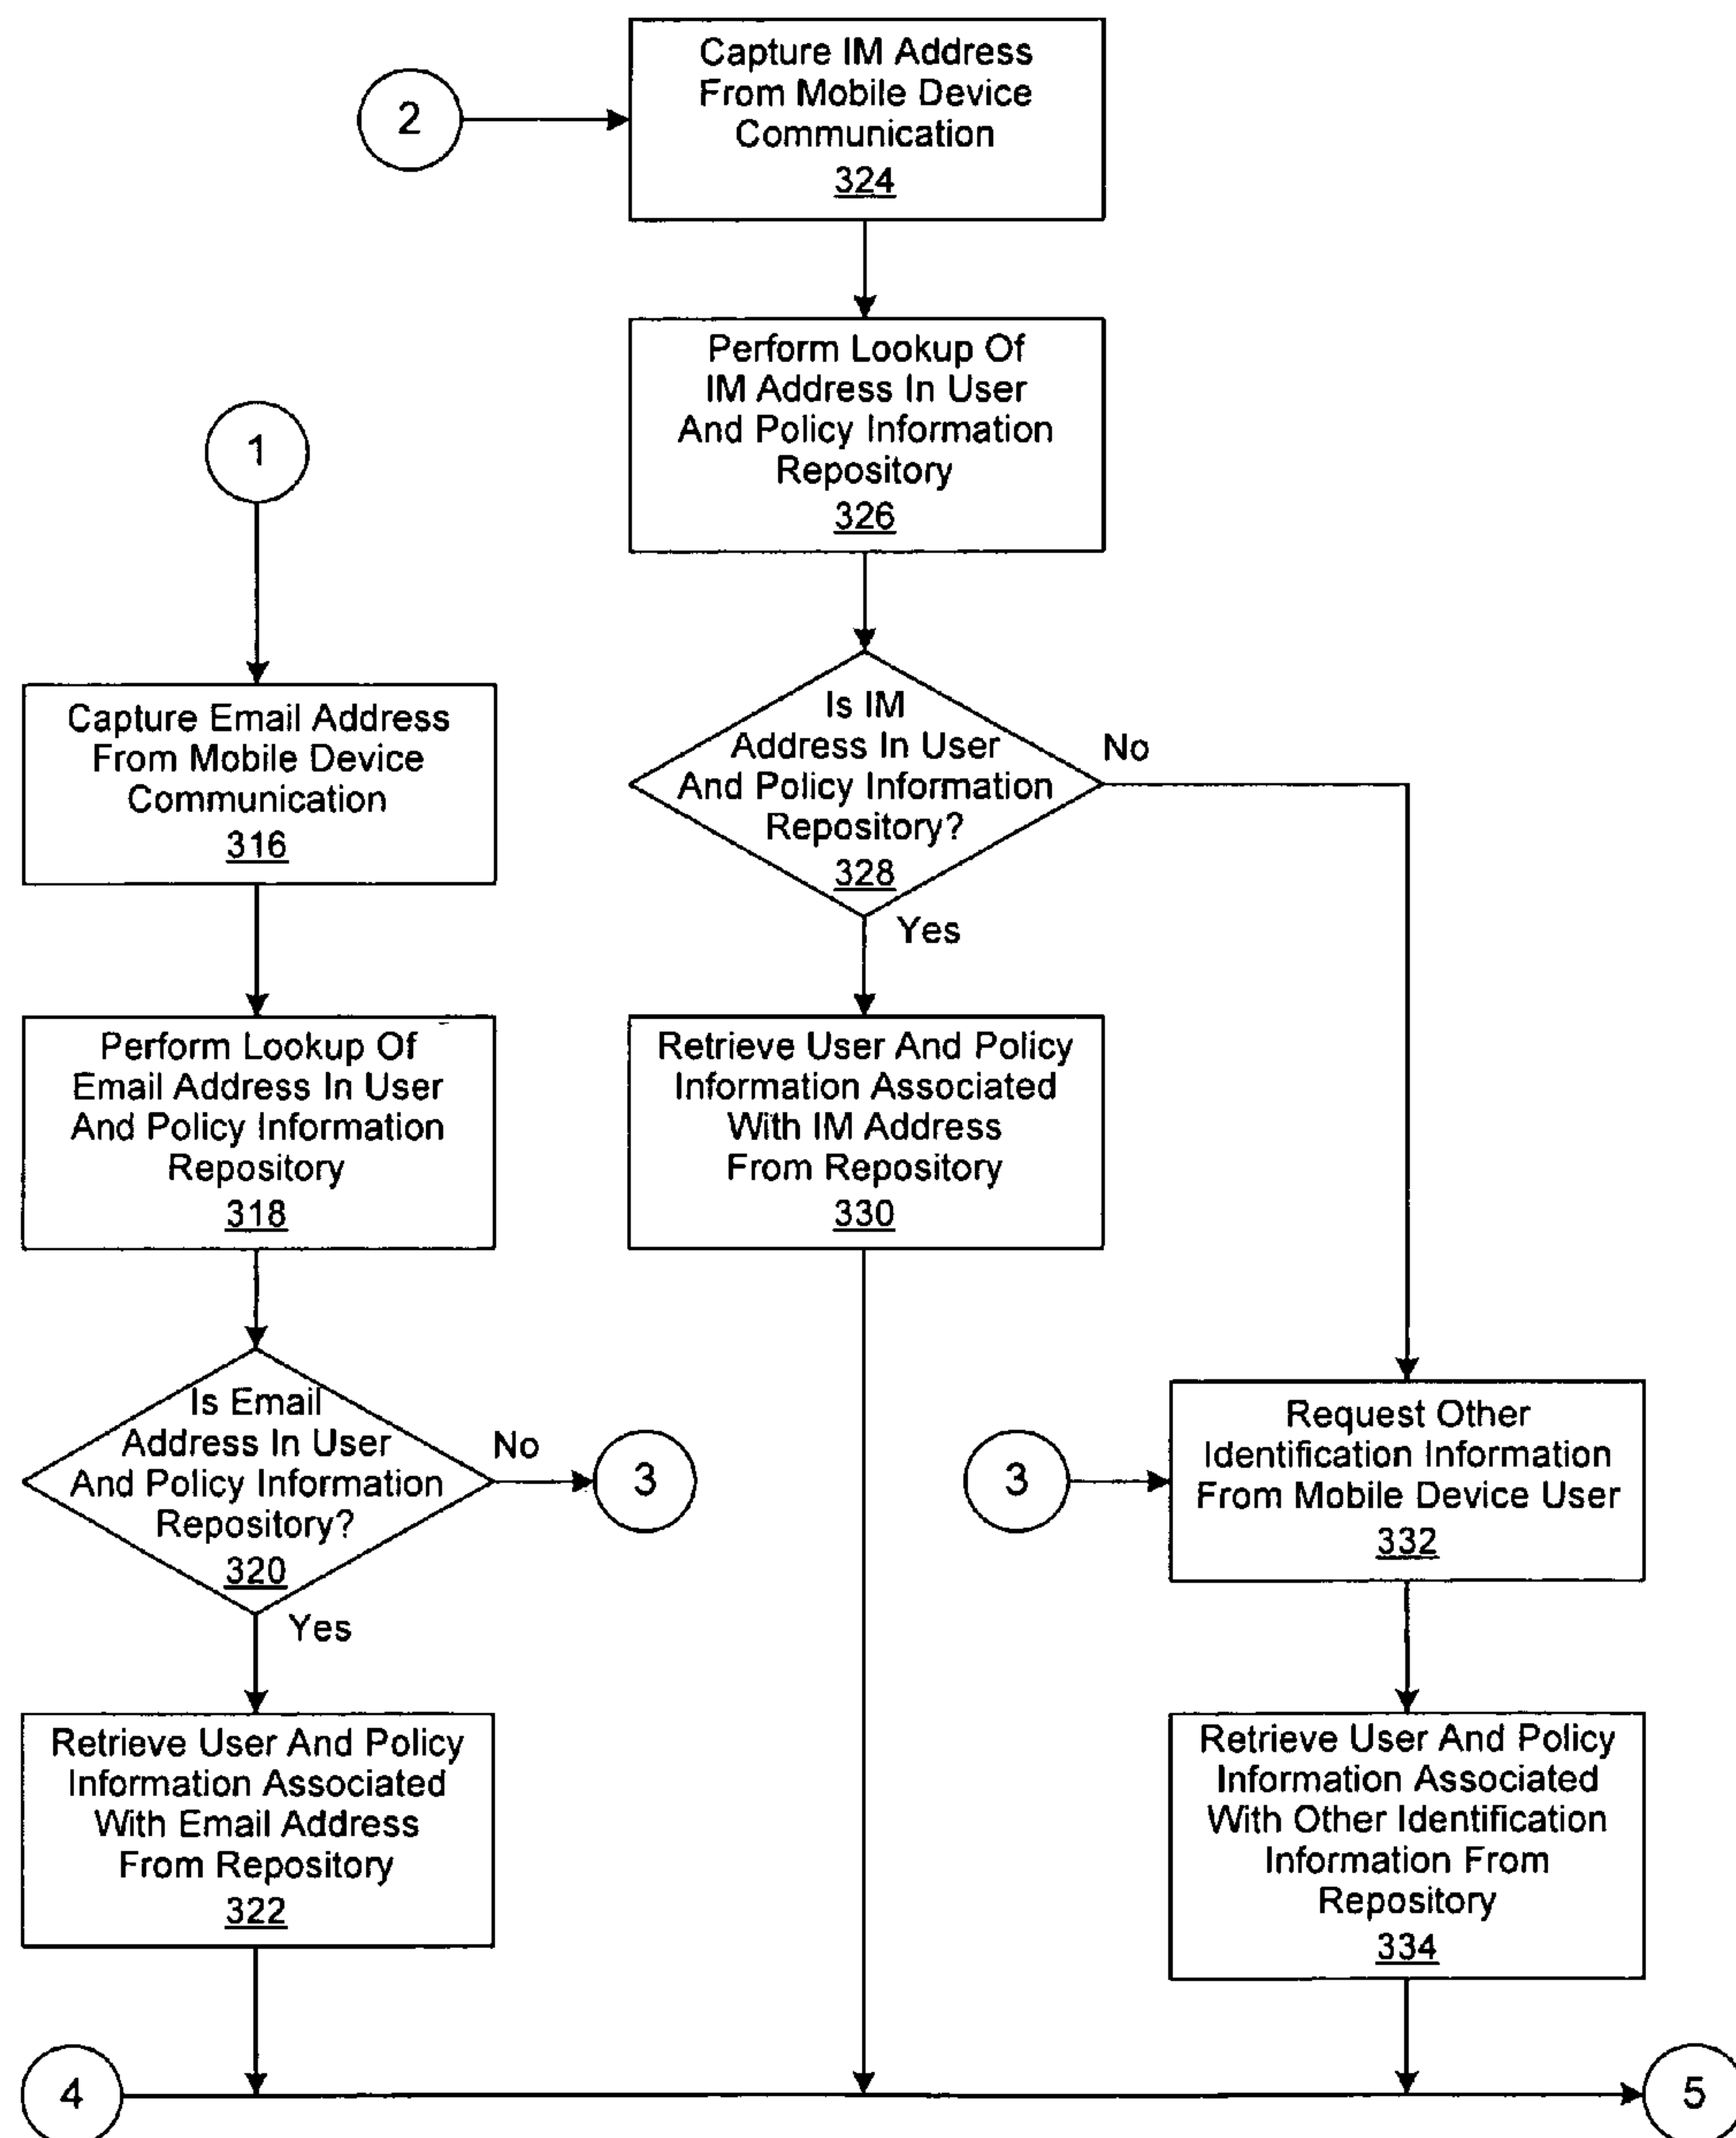 2
Capture IM Address
From Mobile Device
Communication
324
Perform Lookup Of
IM Address In User
And Policy Information
Repository
326
1
Is IM
Address In User
And Policy Information
Repository?
328
No
Yes
Capture Email Address
From Mobile Device
Communication
316
Perform Lookup Of
Email Address In User
And Policy Information
Repository
318
Retrieve User And Policy
Information Associated
With IM Address
From Repository
330
Is Email
Address In User
And Policy Information
Repository?
320
No
Yes
3
3
Request Other
Identification Information
From Mobile Device User
332
Retrieve User And Policy
Information Associated
With Email Address
From Repository
322
Retrieve User And Policy
Information Associated
With Other Identification
Information From
Repository
334
4
5